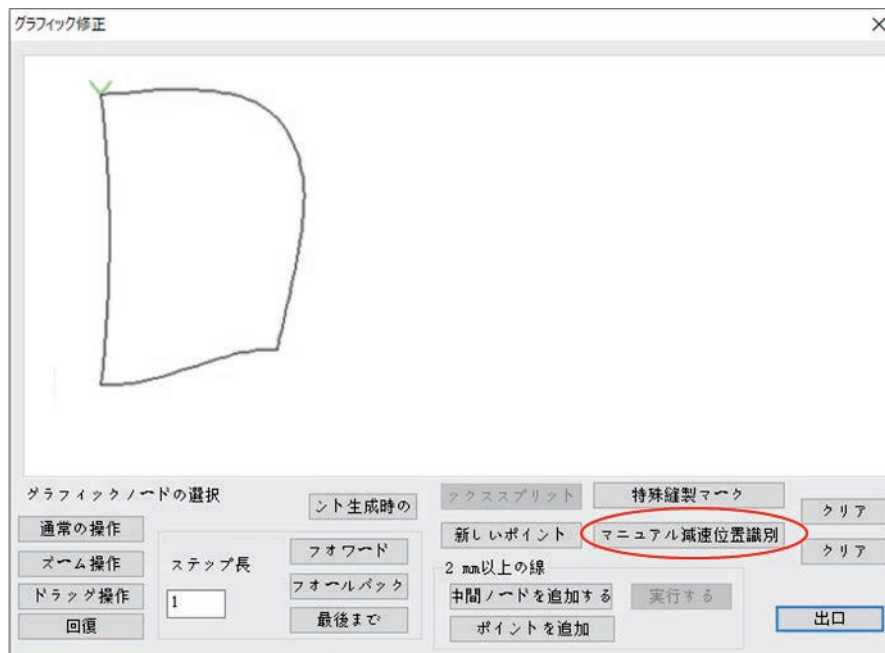 グラフィック修正
グラフィックノードの選択
通常の操作
ズーム操作
ドラッグ操作
回復
ステップ長
1
ント生成時の
フォワード
フォールバック
最後まで
ックススプリット
特殊縫製マーク
クリア
新しいポイント
マニュアル減速位置識別
クリア
2 mm以上の線
中間ノードを追加する
実行する
ポイントを追加
出口